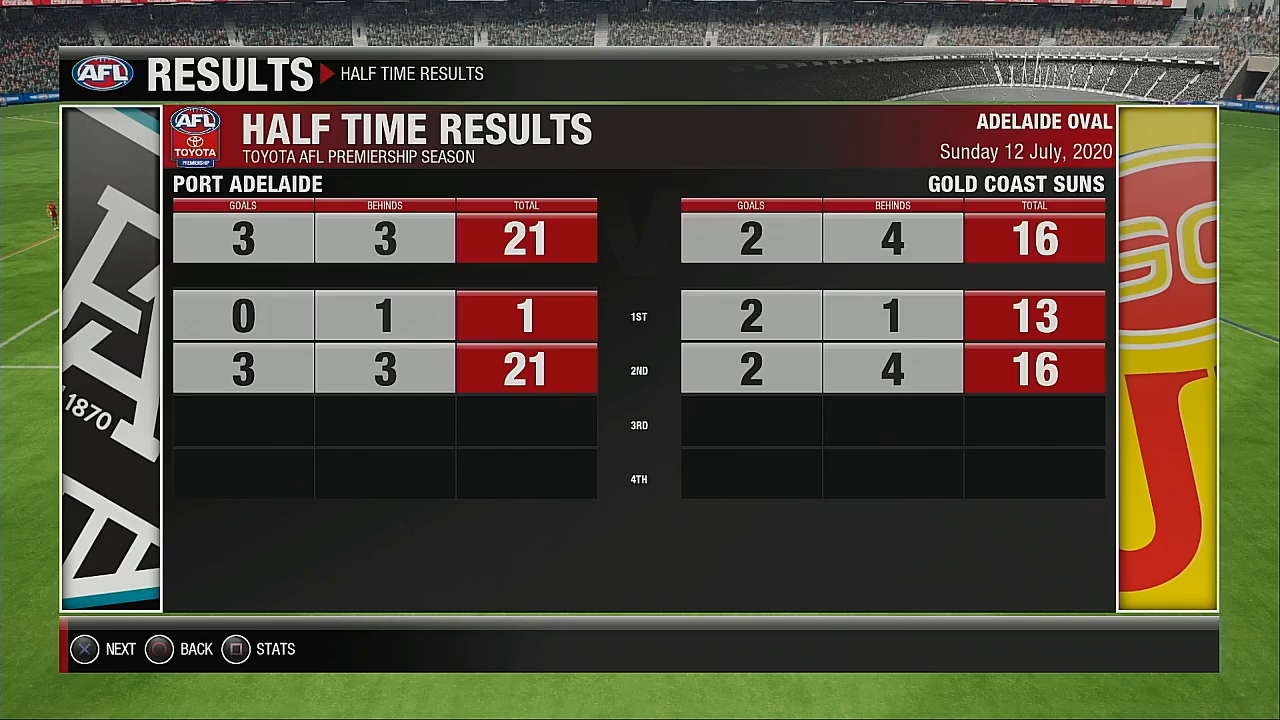 AFL RESULTS HALF TIME RESULTS
AFL
TOYOTA
PREMIERSHIP
HALF TIME RESULTS
TOYOTA AFL PREMIERSHIP SEASON
ADELAIDE OVAL
Sunday 12 July, 2020
PORT ADELAIDE GOLD COAST SUNS
GOALS BEHINDS TOTAL GOALS BEHINDS TOTAL
3 3 21 2 4 16
0 1 1 1ST 2 1 13
3 3 21 2ND 2 4 16
3RD
4TH
1870
NEXT BACK STATS